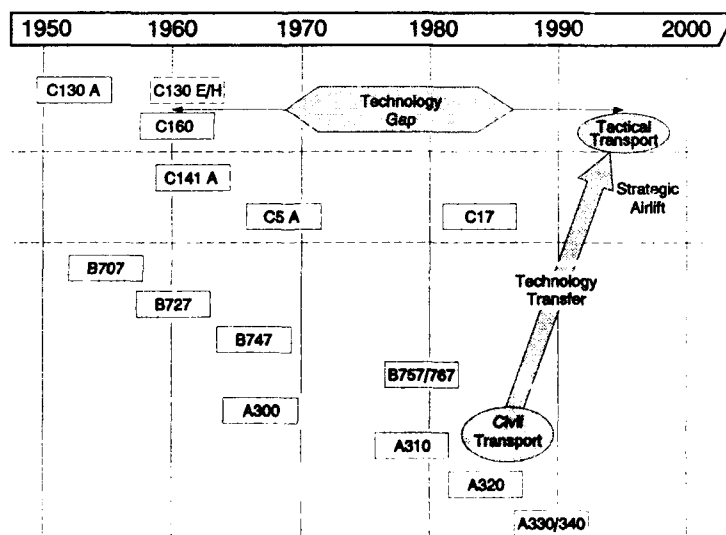 1950 1960 1970 1980 1990 2000
C130 A
C130 E/H
Technology
Gap
C160
Tactical
Transport
C141 A
Strategic
Airlift
C5 A
C17
B707
Technology
Transfer
B727
B747
B757/767
A300
Civil
Transport
A310
A320
A330/340